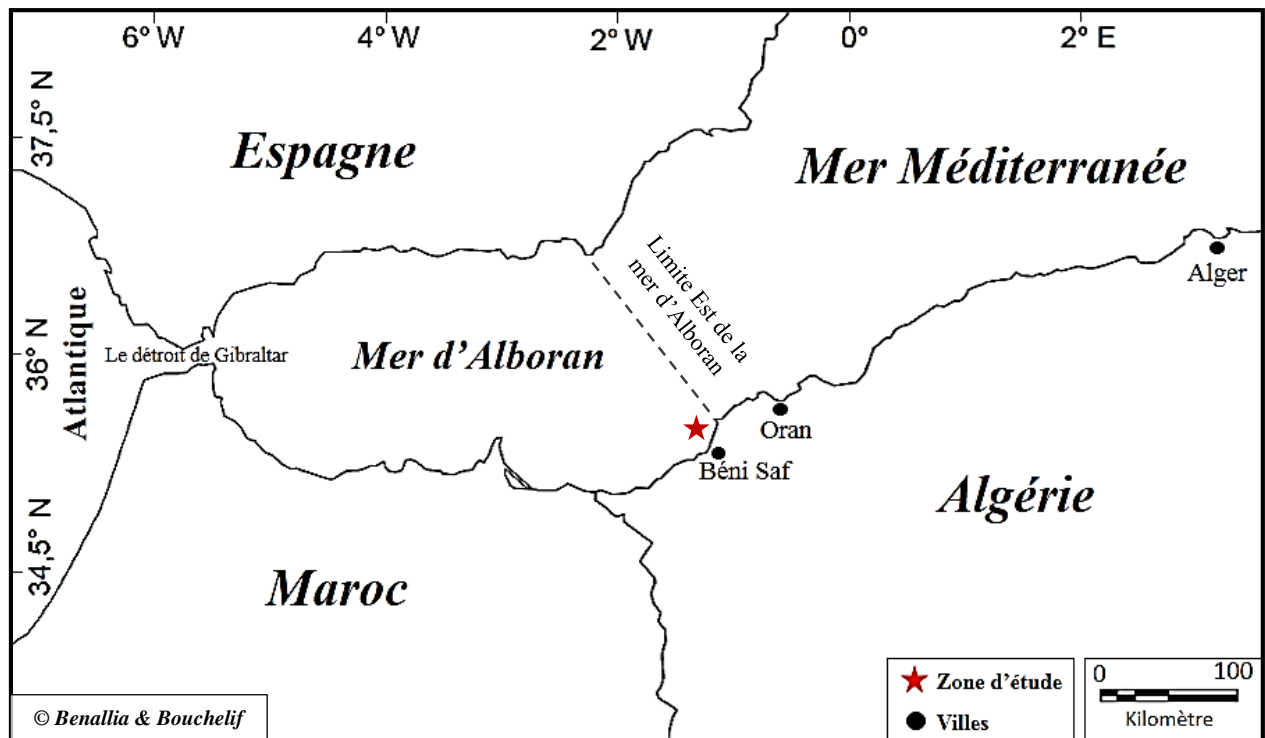 6° W
4° W
2° W
0°
2° E
37,5° N
Espagne
Mer Méditerranée
Limite Est de la
mer d’Alboran
Alger
36° N
Atlantique
Le détroit de Gibraltar
Mer d’Alboran
Oran
Béni Saf
Algérie
34,5° N
Maroc
Zone d’étude
Villes
0
100
Kilomètre
© Benallia & Bouchelif